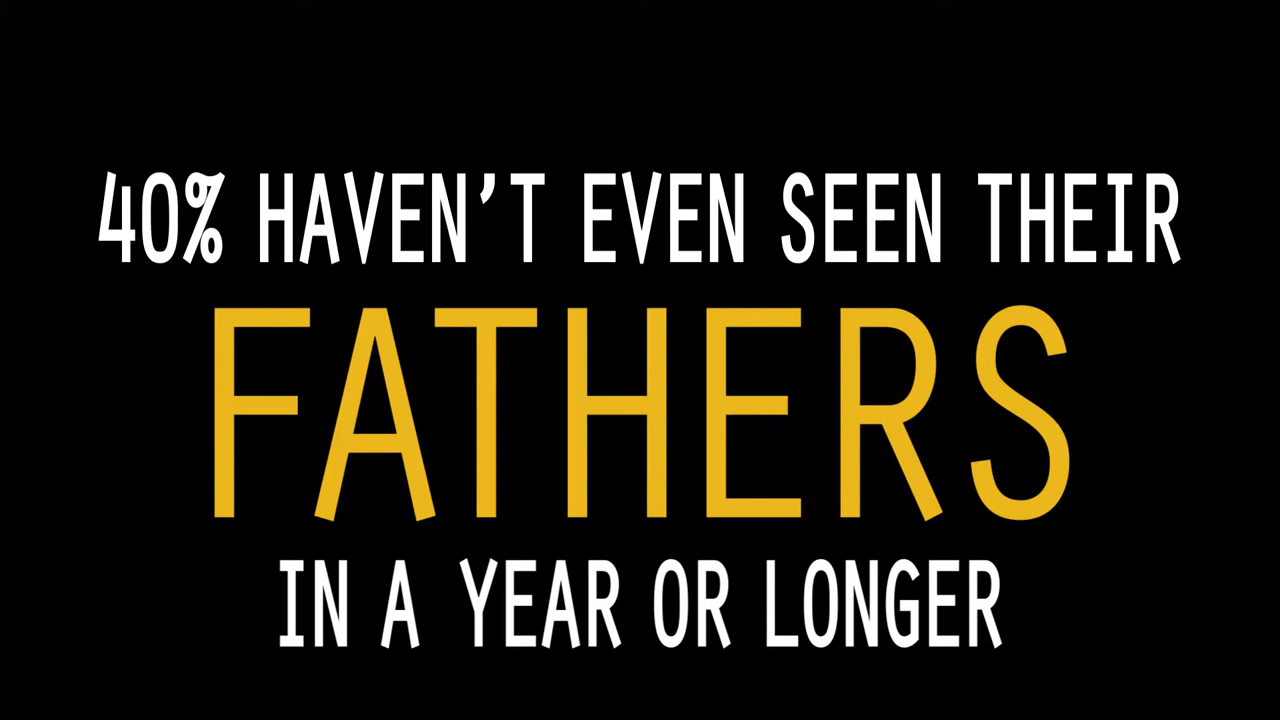 40% HAVEN'T EVEN SEEN THEIR
FATHERS
IN A YEAR OR LONGER